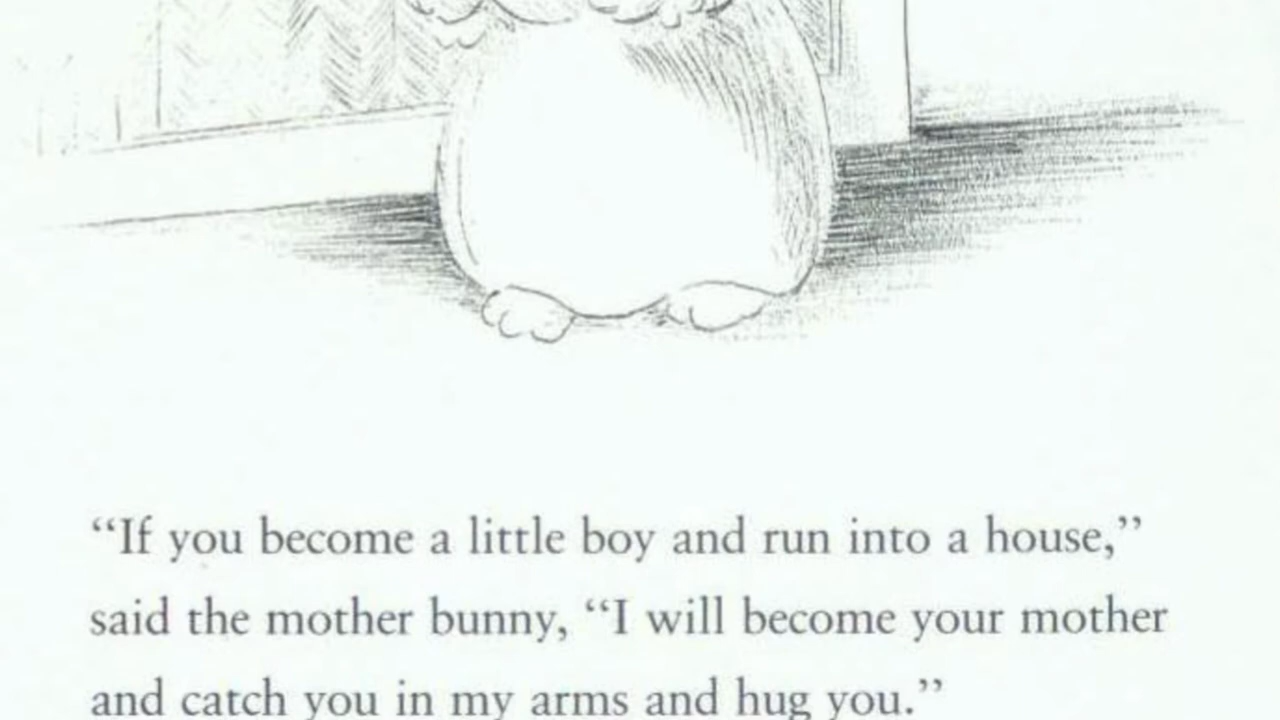 “If you become a little boy and run into a house,”
said the mother bunny, “I will become your mother
and catch you in my arms and hug you.”